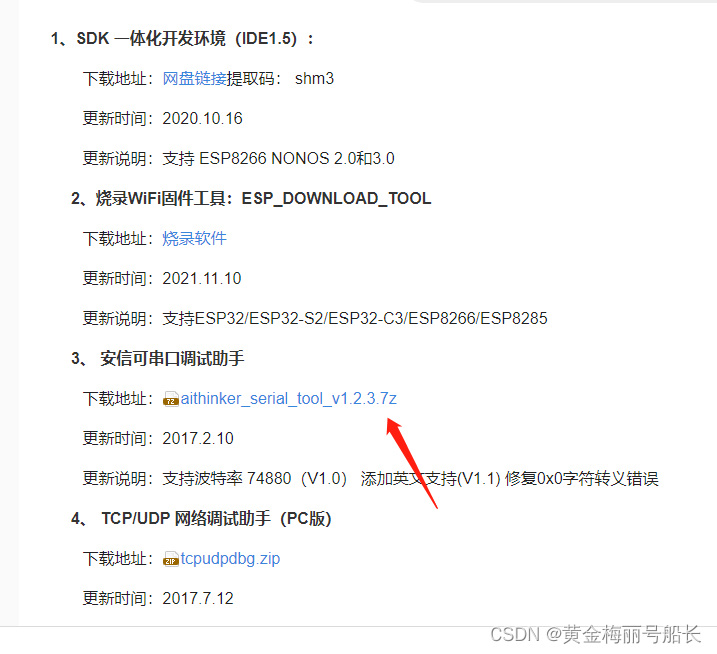 1、SDK 一体化开发环境（IDE1.5）：
下载地址：网盘链接提取码： shm3
更新时间：2020.10.16
更新说明：支持 ESP8266 NONOS 2.0和3.0
2、烧录WiFi固件工具：ESP_DOWNLOAD_TOOL
下载地址：烧录软件
更新时间：2021.11.10
更新说明：支持ESP32/ESP32-S2/ESP32-C3/ESP8266/ESP8285
3、 安信可串口调试助手
下载地址：7Z aithinker_serial_tool_v1.2.3.7z
更新时间：2017.2.10
更新说明：支持波特率 74880（V1.0） 添加英文支持(V1.1) 修复0x0字符转义错误
4、 TCP/UDP 网络调试助手（PC版）
下载地址：ZIP tcpudpdbg.zip
更新时间：2017.7.12
CSDN @黄金梅丽号船长